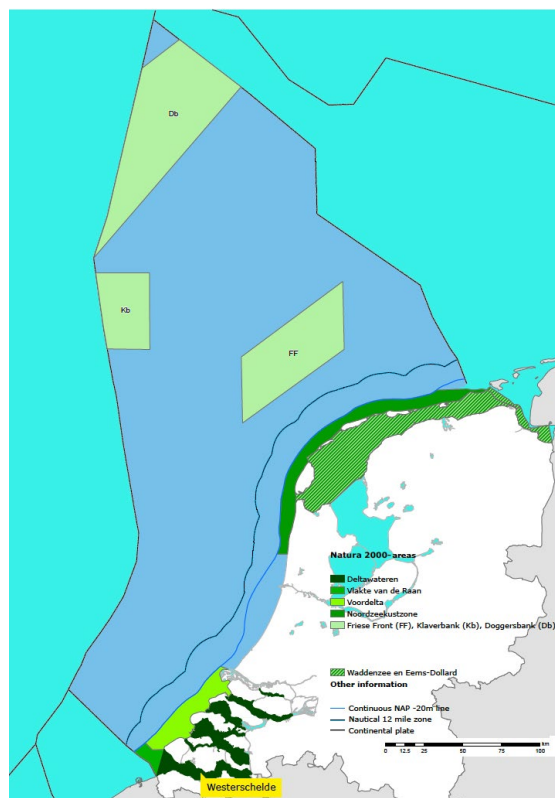 Db
Kb
FF
Natura 2000-areas
Deltawateren
Vlakte van de Raan
Voordelta
Noordzeekustzone
Friese Front (FF), Klaverbank (Kb), Doggersbank (Db)
Waddenzee en Eems-Dollard
Other information
Continuous NAP -20m line
Nautical 12 mile zone
Continental plate
km
0 12.5 25 50 75 100
Westerschelde